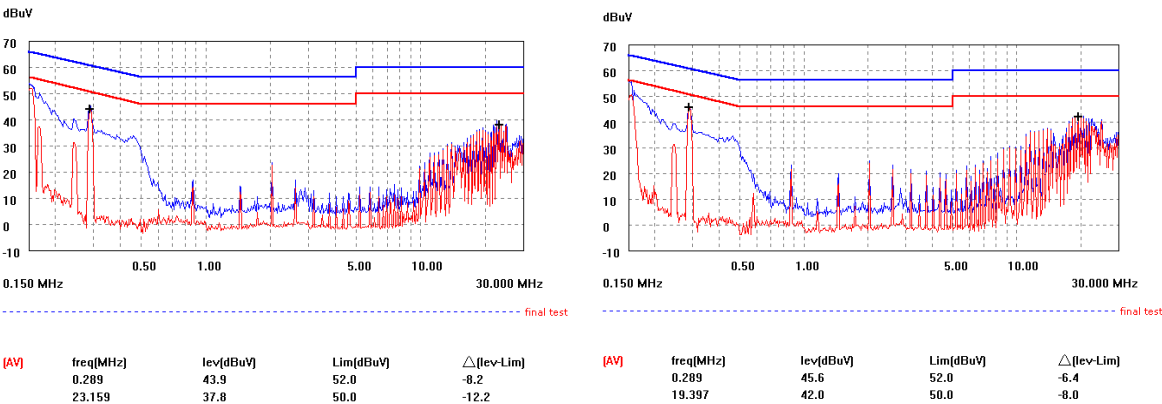 dBuV
70
60
50
40
30
20
10
0
-10
0.50 1.00 5.00 10.00
0.150 MHz 30.000 MHz
final test
(AV) freq(MHz) lev(dBuV) Lim(dBuV) △(lev-Lim)
0.289 43.9 52.0 -8.2
23.159 37.8 50.0 -12.2
dBuV
70
60
50
40
30
20
10
0
-10
0.50 1.00 5.00 10.00
0.150 MHz 30.000 MHz
final test
(AV) freq(MHz) lev(dBuV) Lim(dBuV) △(lev-Lim)
0.289 45.6 52.0 -6.4
19.397 42.0 50.0 -8.0